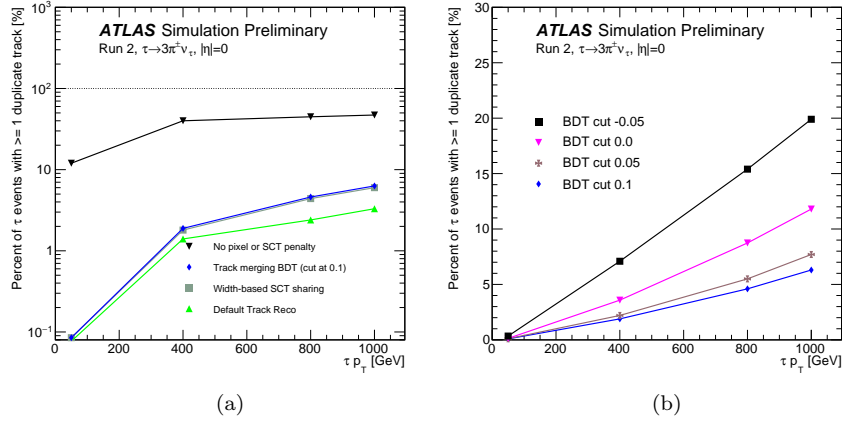 Percent of τ events with >= 1 duplicate track [%]
10³
10²
10
1
10⁻¹
ATLAS Simulation Preliminary
Run 2, τ→3π±ν_τ, |η|=0
No pixel or SCT penalty
Track merging BDT (cut at 0.1)
Width-based SCT sharing
Default Track Reco
0 200 400 600 800 1000
τ p_T [GeV]
(a)
Percent of τ events with >= 1 duplicate track [%]
30
25
20
15
10
5
0
ATLAS Simulation Preliminary
Run 2, τ→3π±ν_τ, |η|=0
BDT cut -0.05
BDT cut 0.0
BDT cut 0.05
BDT cut 0.1
0 200 400 600 800 1000
τ p_T [GeV]
(b)